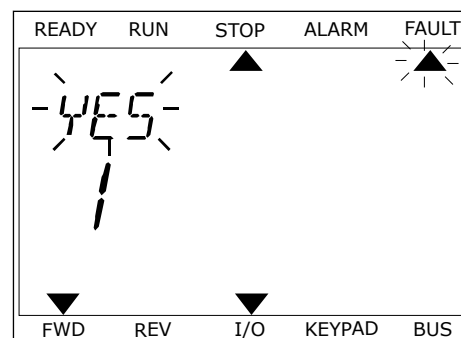 READY RUN STOP ALARM FAULT
YES
1
FWD REV I/O KEYPAD BUS